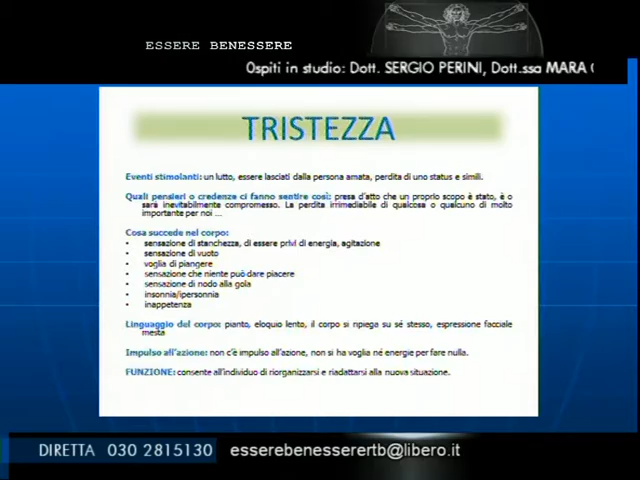 ESSERE BENESSERE
Ospiti in studio: Dott. SERGIO PERINI, Dott.ssa MARA
TRISTEZZA
Eventi stimolanti: un lutto, essere lasciati dalla persona amata, perdita di uno status e simili.
Quali pensieri o credenze ci fanno sentire così: presa d'atto che un proprio scopo è stato, è o
sarà inevitabilmente compromesso. La perdita irrimediabile di qualcosa o qualcuno di molto
importante per noi ...
Cosa succede nel corpo:
• sensazione di stanchezza, di essere privi di energia, agitazione
• sensazione di vuoto
• voglia di piangere
• sensazione che niente può dare piacere
• sensazione di nodo alla gola
• insonnia/ipersonnia
• inappetenza
Linguaggio del corpo: pianto, eloquio lento, il corpo si ripiega su sé stesso, espressione facciale
mesta
Impulso all'azione: non c'è impulso all'azione, non si ha voglia né energie per fare nulla.
FUNZIONE: consente all'individuo di riorganizzarsi e riadattarsi alla nuova situazione.
DIRETTA 030 2815130 esserebenesserertb@libero.it